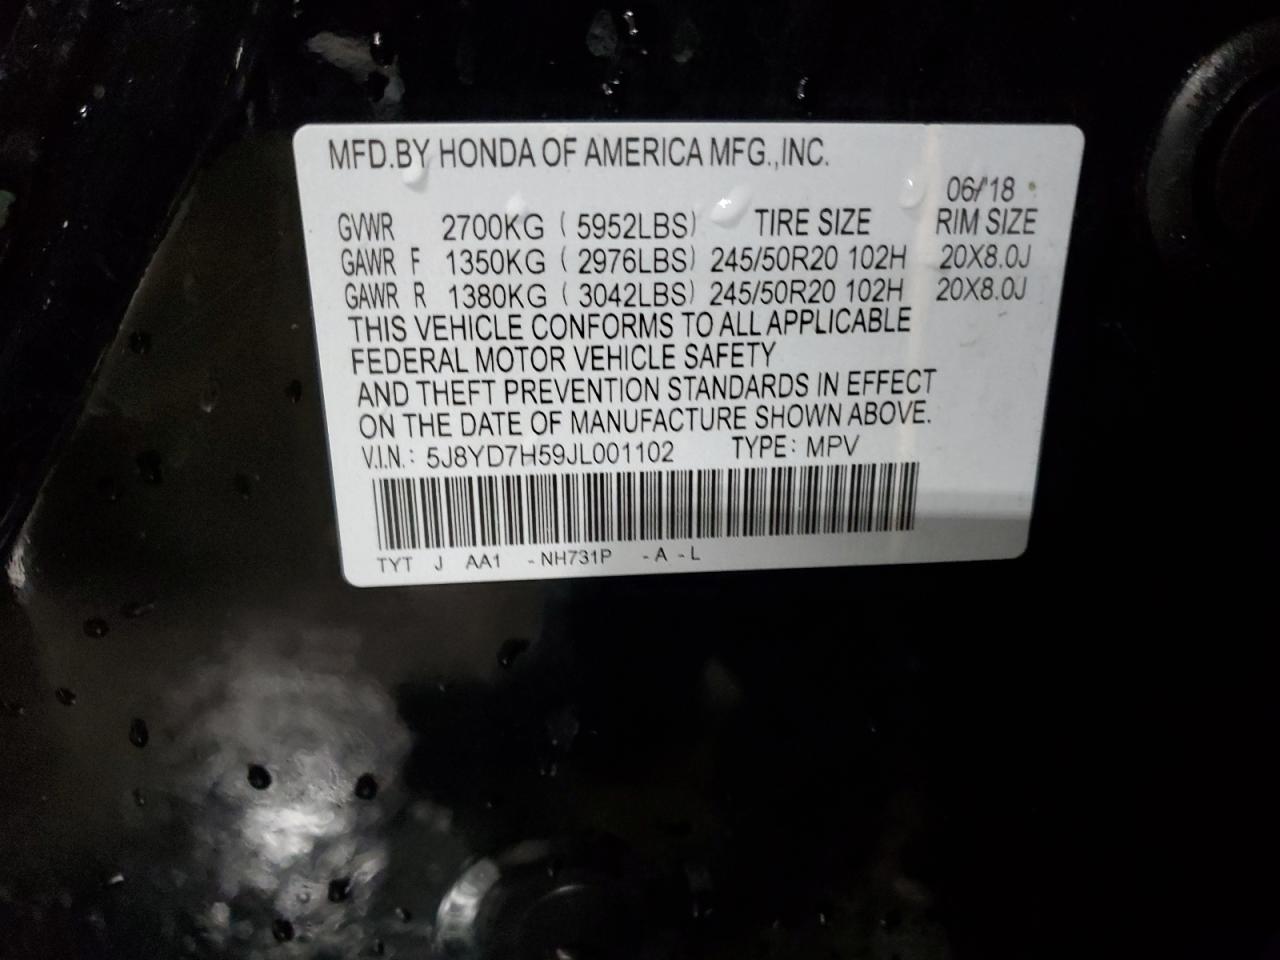 MFD.BY HONDA OF AMERICA MFG.,INC.
06/'18
GVWR 2700KG ( 5952LBS) TIRE SIZE RIM SIZE
GAWR F 1350KG ( 2976LBS) 245/50R20 102H 20X8.0J
GAWR R 1380KG ( 3042LBS) 245/50R20 102H 20X8.0J
THIS VEHICLE CONFORMS TO ALL APPLICABLE
FEDERAL MOTOR VEHICLE SAFETY
AND THEFT PREVENTION STANDARDS IN EFFECT
ON THE DATE OF MANUFACTURE SHOWN ABOVE.
V.I.N.: 5J8YD7H59JL001102 TYPE: MPV
TYT J AA1 -NH731P -A -L